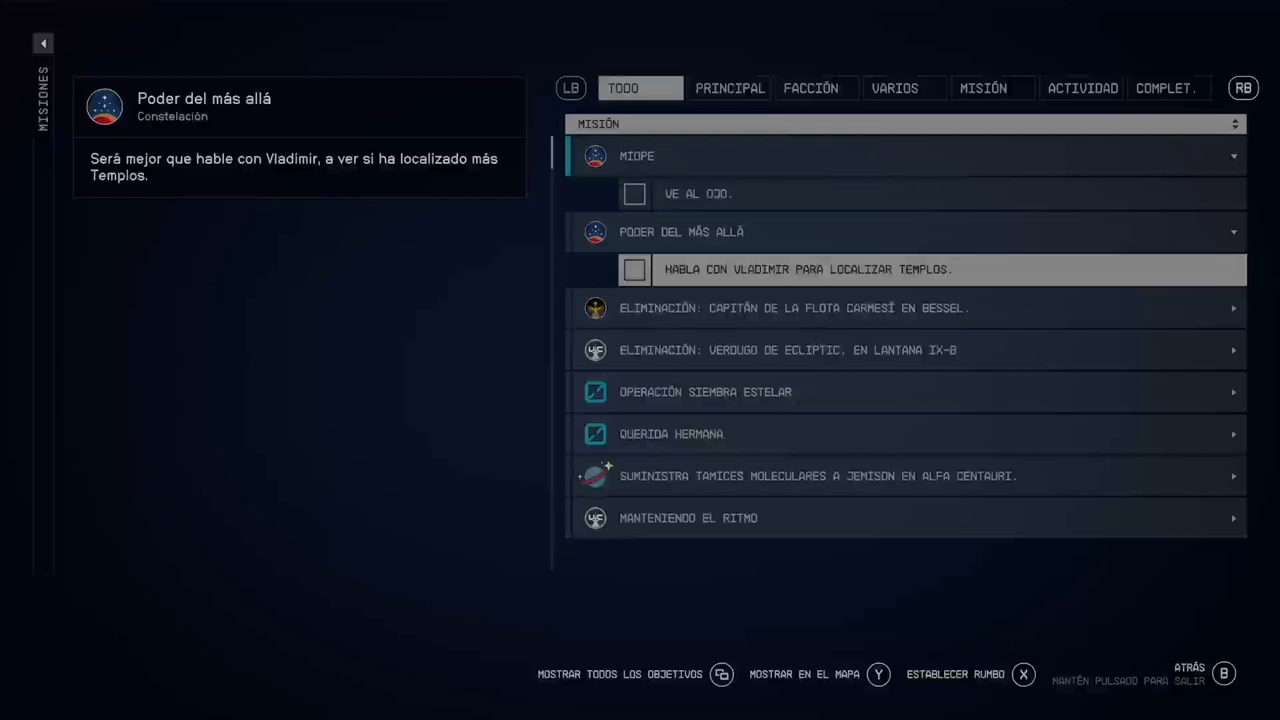 MISIONES
Poder del más allá
Constelación
Será mejor que hable con Vladimir, a ver si ha localizado más
Templos.
LB TODO PRINCIPAL FACCIÓN VARIOS MISIÓN ACTIVIDAD COMPLET. RB
MISIÓN
MIOPE
VE AL OJO.
PODER DEL MÁS ALLÁ
HABLA CON VLADIMIR PARA LOCALIZAR TEMPLOS.
ELIMINACIÓN: CAPITÁN DE LA FLOTA CARMESÍ EN BESSEL.
ELIMINACIÓN: VERDUGO DE ECLIPTIC. EN LANTANA IX-B
OPERACIÓN SIEMBRA ESTELAR
QUERIDA HERMANA
SUMINISTRA TAMICES MOLECULARES A JEMISON EN ALFA CENTAURI.
MANTENIENDO EL RITMO
MOSTRAR TODOS LOS OBJETIVOS MOSTRAR EN EL MAPA Y ESTABLECER RUMBO X ATRÁS B
MANTÉN PULSADO PARA SALIR